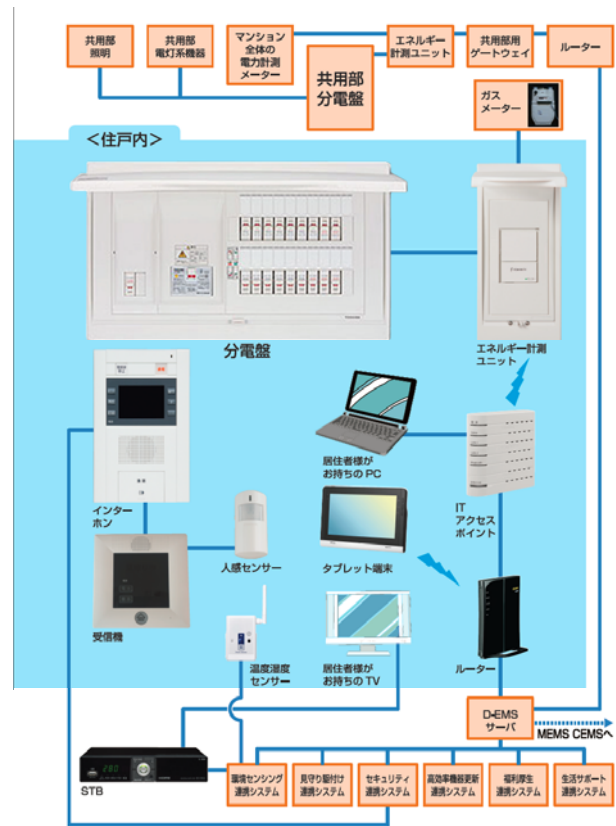 共用部
照明
共用部
電灯系機器
マンション
全体の
電力計測
メーター
共用部
分電盤
エネルギー
計測ユニット
共用部用
ゲートウェイ
ルーター
ガス
メーター
<住戸内>
分電盤
エネルギー計測
ユニット
インター
ホン
居住者様が
お持ちの PC
IT
アクセス
ポイント
人感センサー
タブレット端末
受信機
温度湿度
センサー
居住者様が
お持ちの TV
ルーター
D-EMS
サーバ
MEMS CEMSへ
280
STB
環境センシング
連携システム
見守り駆付け
連携システム
セキュリティ
連携システム
高効率機器更新
連携システム
福利厚生
連携システム
生活サポート
連携システム